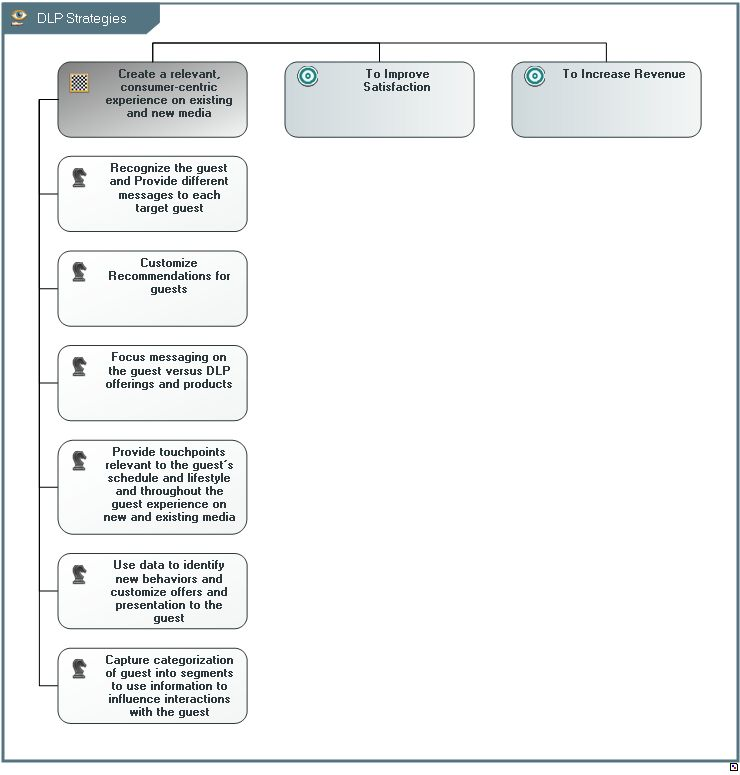 DLP Strategies
Create a relevant,
consumer-centric
experience on existing
and new media
To Improve
Satisfaction
To Increase Revenue
Recognize the guest
and Provide different
messages to each
target guest
Customize
Recommendations for
guests
Focus messaging on
the guest versus DLP
offerings and products
Provide touchpoints
relevant to the guest´s
schedule and lifestyle
and throughout the
guest experience on
new and existing media
Use data to identify
new behaviors and
customize offers and
presentation to the
guest
Capture categorization
of guest into segments
to use information to
influence interactions
with the guest